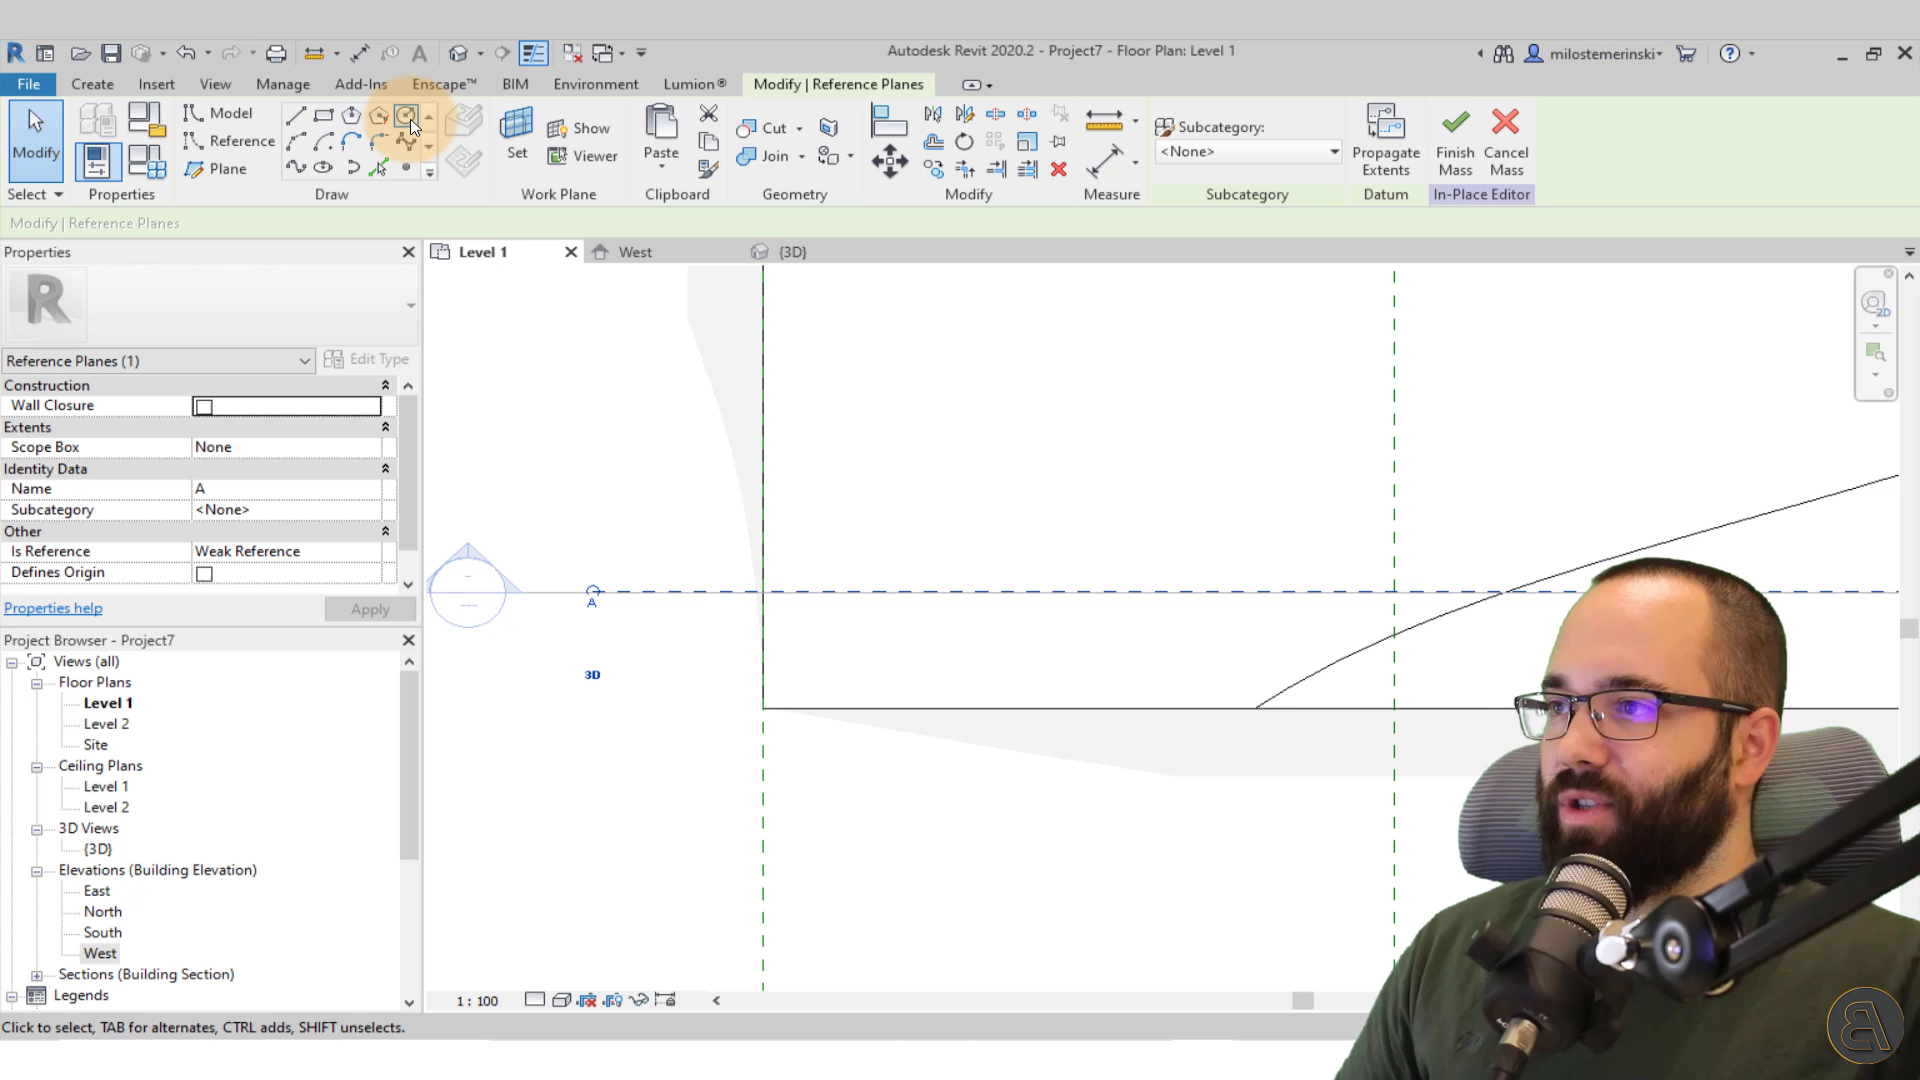 Autodesk Revit 2020.2 - Project7 - Floor Plan: Level 1
milostemerinski
File Create Insert View Manage Add-Ins Enscape™ BIM Environment Lumion® Modify | Reference Planes
Modify
Select
Properties
Model
Reference
Plane
Draw
Set
Show
Viewer
Work Plane
Paste
Clipboard
Cut
Join
Geometry
Modify
Measure
Subcategory:
<None>
Subcategory
Propagate
Extents
Datum
Finish
Mass
Cancel
Mass
In-Place Editor
Modify | Reference Planes
Properties
R
Reference Planes (1)
Edit Type
Construction
Wall Closure
Extents
Scope Box None
Identity Data
Name A
Subcategory <None>
Other
Is Reference Weak Reference
Defines Origin
Properties help
Apply
Project Browser - Project7
Views (all)
Floor Plans
Level 1
Level 2
Site
Ceiling Plans
Level 1
Level 2
3D Views
{3D}
Elevations (Building Elevation)
East
North
South
West
Sections (Building Section)
Legends
Level 1
West
{3D}
2D
A
3D
1 : 100
Click to select, TAB for alternates, CTRL adds, SHIFT unselects.